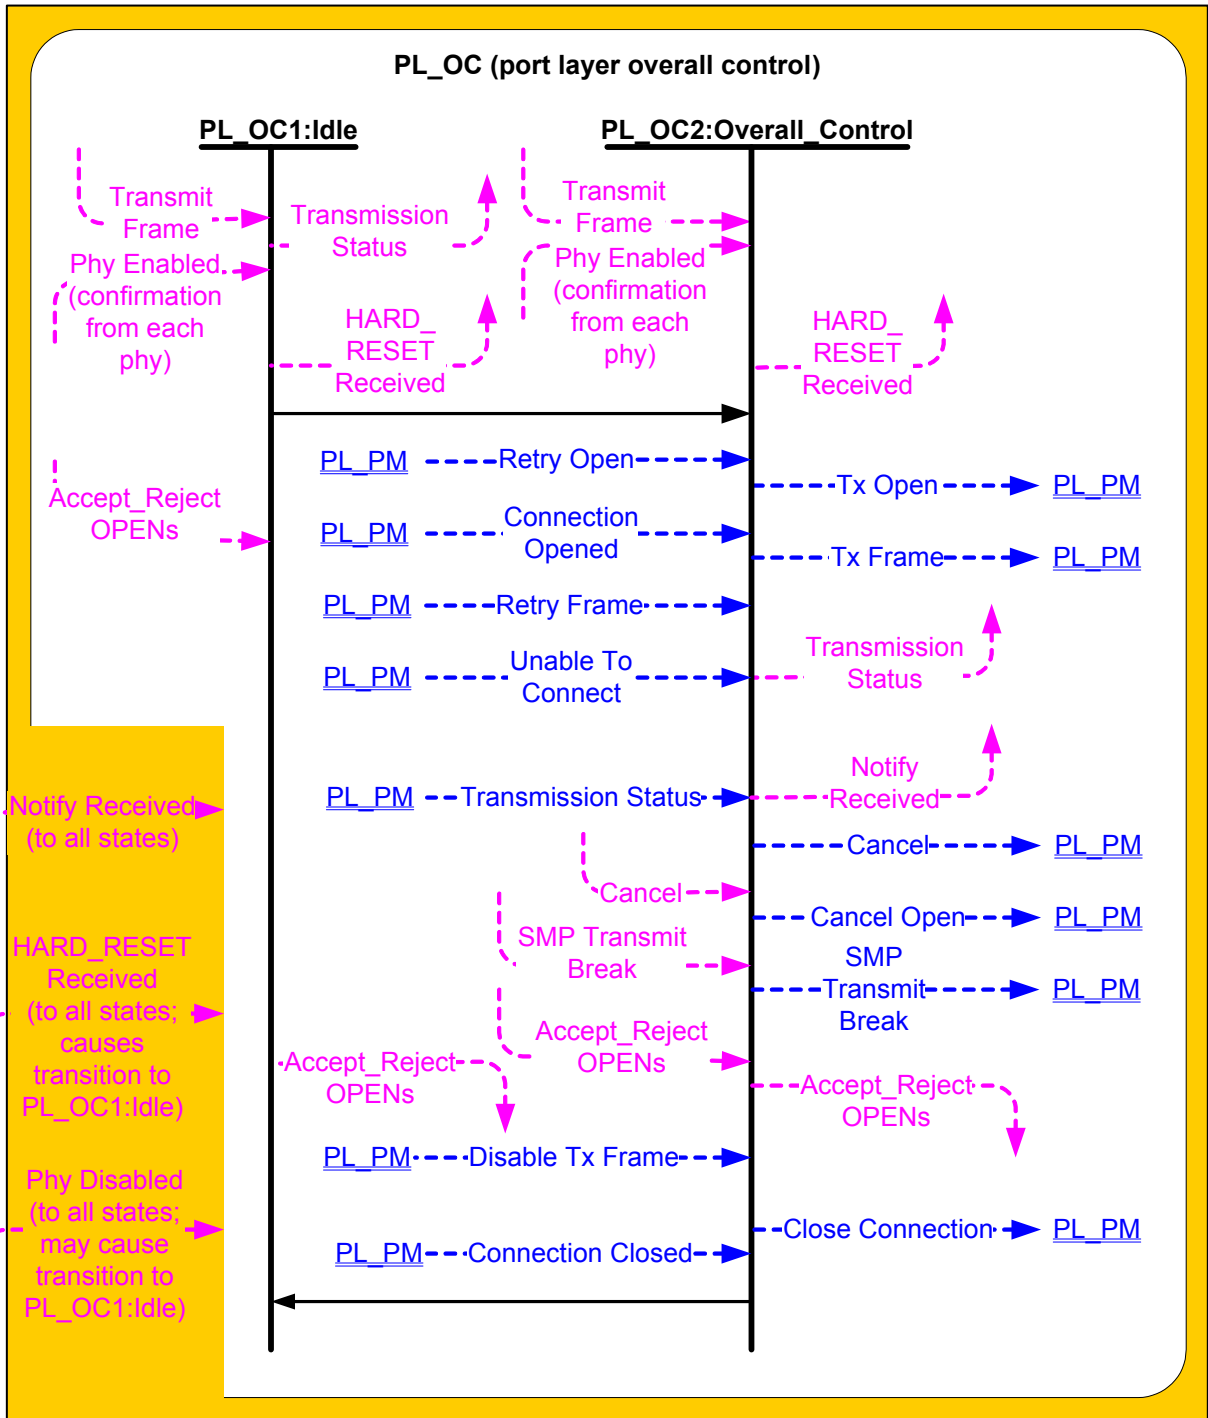 PL_OC (port layer overall control)
PL_OC1:Idle
PL_OC2:Overall_Control
Transmit
Frame
Transmission
Status
Transmit
Frame
Phy Enabled
(confirmation
from each
phy)
Phy Enabled
(confirmation
from each
phy)
HARD_
RESET
Received
HARD_
RESET
Received
PL_PM
Retry Open
Tx Open
PL_PM
Accept_Reject
OPENs
PL_PM
Connection
Opened
Tx Frame
PL_PM
PL_PM
Retry Frame
PL_PM
Unable To
Connect
Transmission
Status
Notify Received
(to all states)
PL_PM
Transmission Status
Notify
Received
Cancel
PL_PM
Cancel
Cancel Open
PL_PM
SMP Transmit
Break
SMP
Transmit
Break
PL_PM
HARD_RESET
Received
(to all states;
causes
transition to
PL_OC1:Idle)
Accept_Reject
OPENs
Accept_Reject
OPENs
Accept_Reject
OPENs
PL_PM
Disable Tx Frame
Phy Disabled
(to all states;
may cause
transition to
PL_OC1:Idle)
Close Connection
PL_PM
PL_PM
Connection Closed